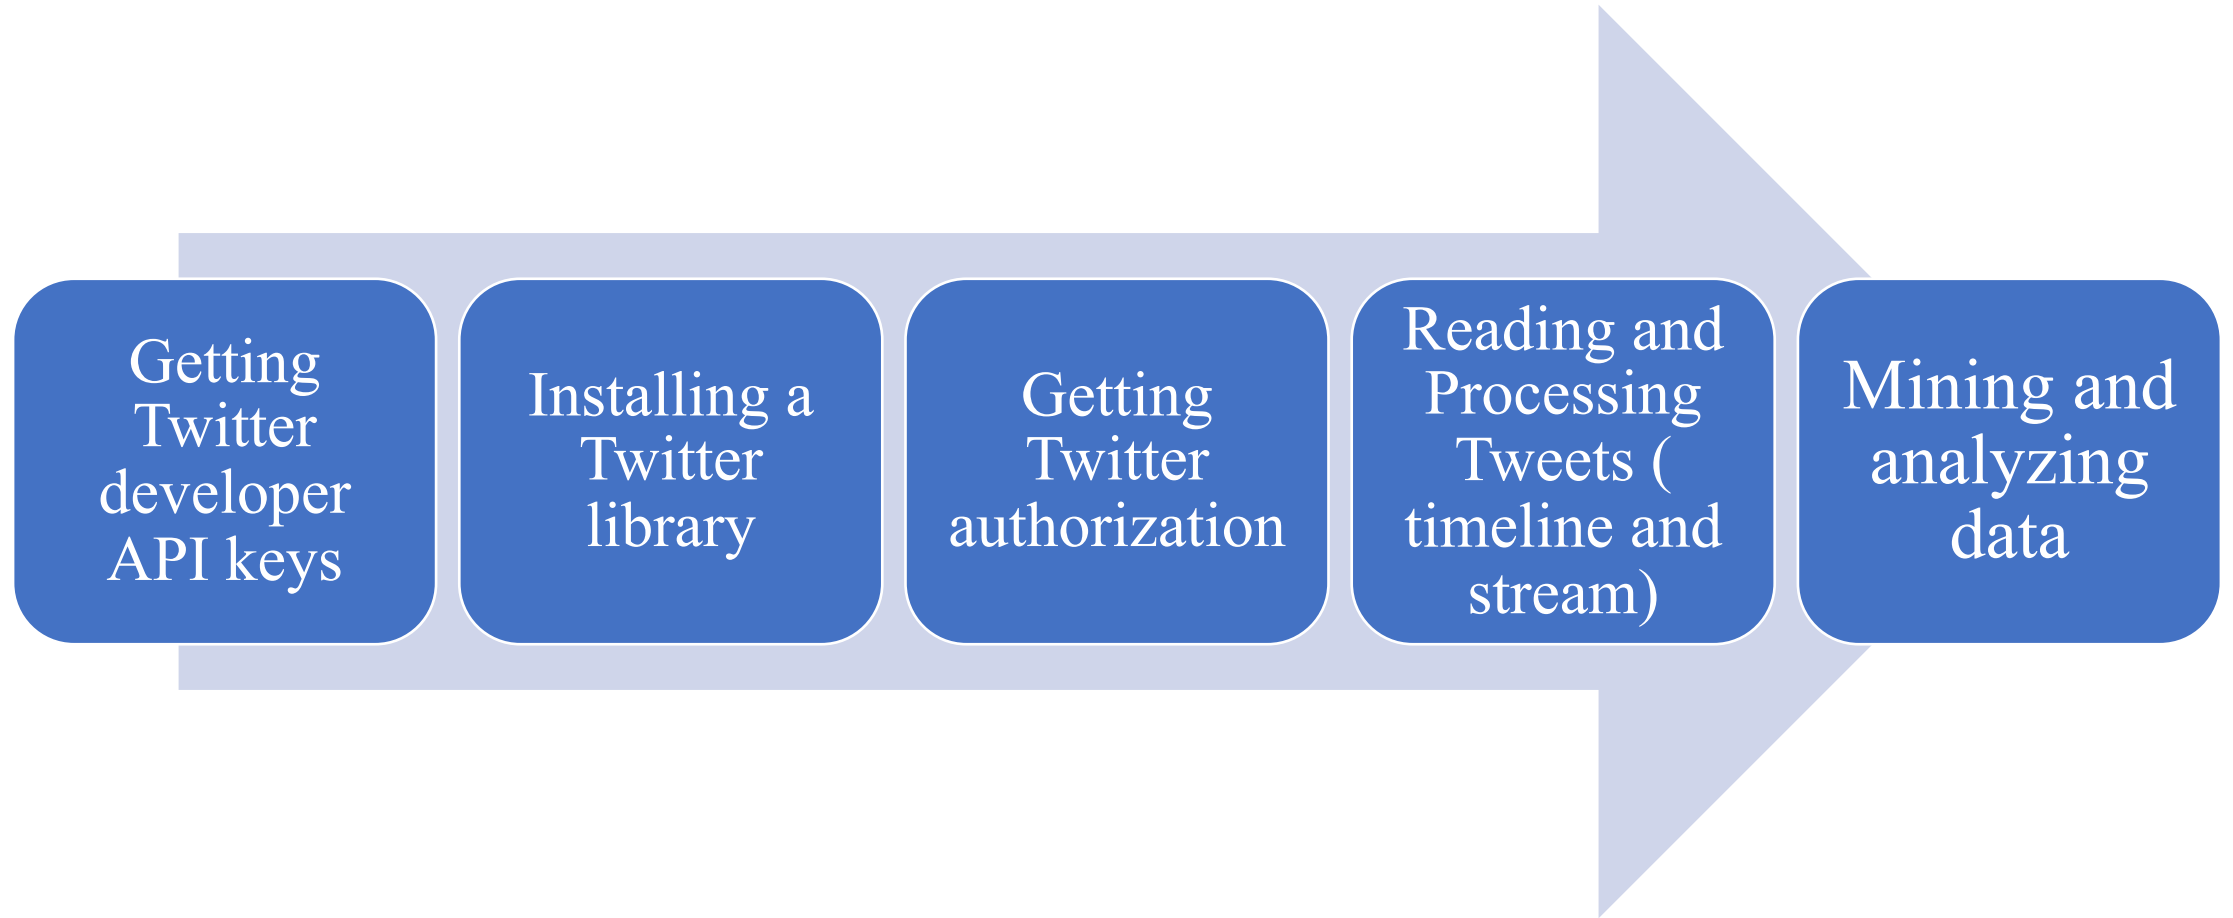 Getting
Twitter
developer
API keys
Installing a
Twitter
library
Getting
Twitter
authorization
Reading and
Processing
Tweets (
timeline and
stream)
Mining and
analyzing
data